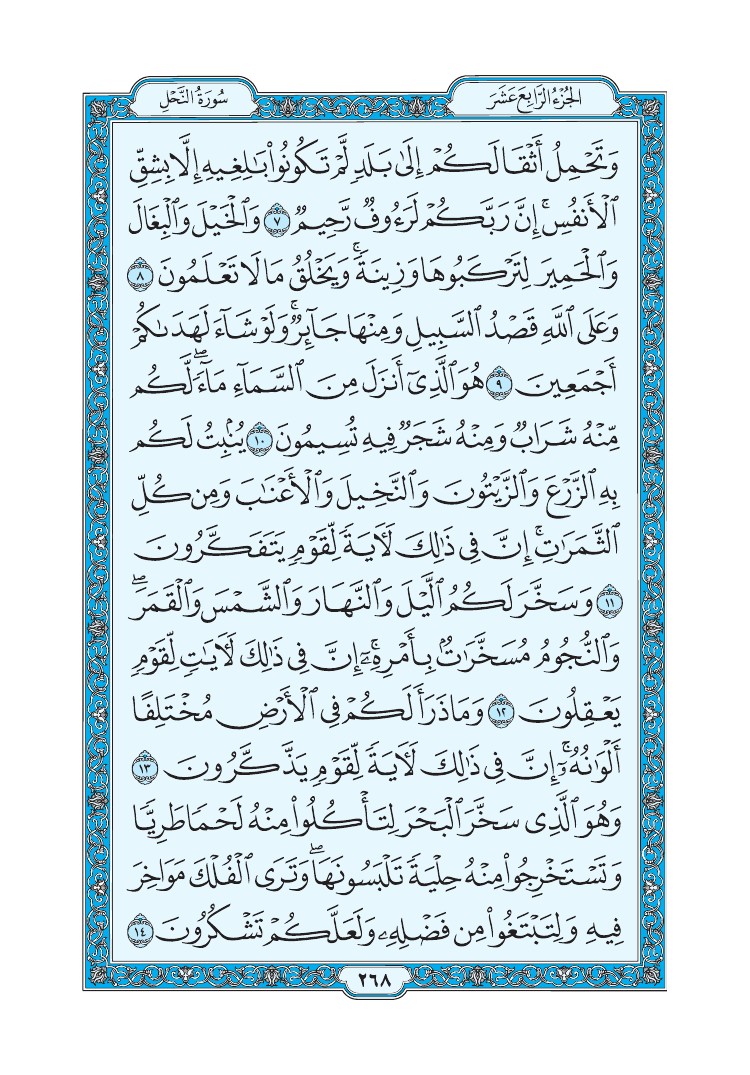 الجُزْءُ الرَّابِعَ عَشَرَ
سُورَةُ النَّحْلِ
وَتَحْمِلُ أَثْقَالَكُمْ إِلَىٰ بَلَدٍ لَّمْ تَكُونُوا۟ بَٰلِغِيهِ إِلَّا بِشِقِّ
ٱلْأَنفُسِ ۚ إِنَّ رَبَّكُمْ لَرَءُوفٌ رَّحِيمٌ ٧ وَٱلْخَيْلَ وَٱلْبِغَالَ
وَٱلْحَمِيرَ لِتَرْكَبُوهَا وَزِينَةً ۚ وَيَخْلُقُ مَا لَا تَعْلَمُونَ ٨
وَعَلَى ٱللَّهِ قَصْدُ ٱلسَّبِيلِ وَمِنْهَا جَآئِرٌ ۚ وَلَوْ شَآءَ لَهَدَىٰكُمْ
أَجْمَعِينَ ٩ هُوَ ٱلَّذِىٓ أَنزَلَ مِنَ ٱلسَّمَآءِ مَآءً ۖ لَّكُم
مِّنْهُ شَرَابٌ وَمِنْهُ شَجَرٌ فِيهِ تُسِيمُونَ ١٠ يُنۢبِتُ لَكُم
بِهِ ٱلزَّرْعَ وَٱلزَّيْتُونَ وَٱلنَّخِيلَ وَٱلْأَعْنَٰبَ وَمِن كُلِّ
ٱلثَّمَرَٰتِ ۗ إِنَّ فِى ذَٰلِكَ لَءَايَةً لِّقَوْمٍ يَتَفَكَّرُونَ
١١ وَسَخَّرَ لَكُمُ ٱلَّيْلَ وَٱلنَّهَارَ وَٱلشَّمْسَ وَٱلْقَمَرَ ۖ
وَٱلنُّجُومُ مُسَخَّرَٰتٌۢ بِأَمْرِهِۦٓ ۗ إِنَّ فِى ذَٰلِكَ لَءَايَٰتٍ لِّقَوْمٍ
يَعْقِلُونَ ١٢ وَمَا ذَرَأَ لَكُمْ فِى ٱلْأَرْضِ مُخْتَلِفًا
أَلْوَٰنُهُۥٓ ۗ إِنَّ فِى ذَٰلِكَ لَءَايَةً لِّقَوْمٍ يَذَّكَّرُونَ ١٣
وَهُوَ ٱلَّذِى سَخَّرَ ٱلْبَحْرَ لِتَأْكُلُوا۟ مِنْهُ لَحْمًا طَرِيًّا
وَتَسْتَخْرِجُوا۟ مِنْهُ حِلْيَةً تَلْبَسُونَهَا ۖ وَتَرَى ٱلْفُلْكَ مَوَاخِرَ
فِيهِ وَلِتَبْتَغُوا۟ مِن فَضْلِهِۦ وَلَعَلَّكُمْ تَشْكُرُونَ ١٤
٢٦٨